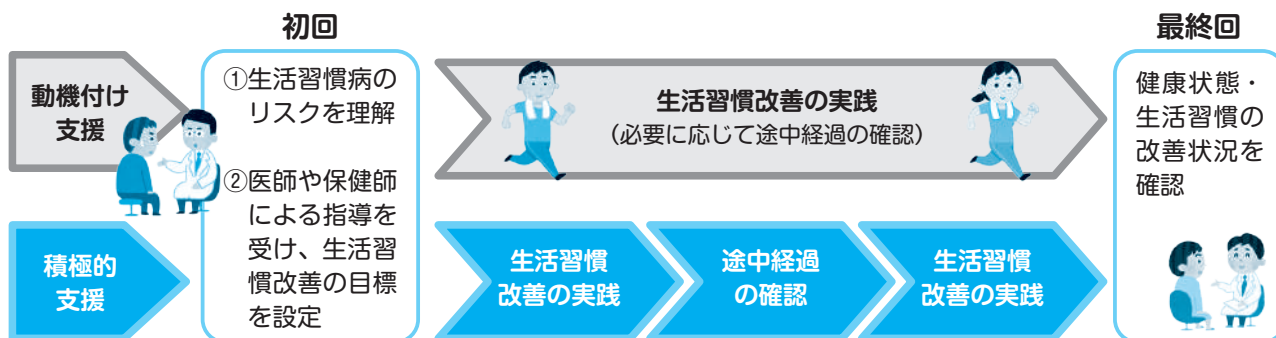 初回
最終回
動機付け
支援
①生活習慣病の
リスクを理解
②医師や保健師
による指導を
受け、生活習
慣改善の目標
を設定
生活習慣改善の実践
（必要に応じて途中経過の確認）
健康状態・
生活習慣の
改善状況を
確認
積極的
支援
生活習慣
改善の実践
途中経過
の確認
生活習慣
改善の実践